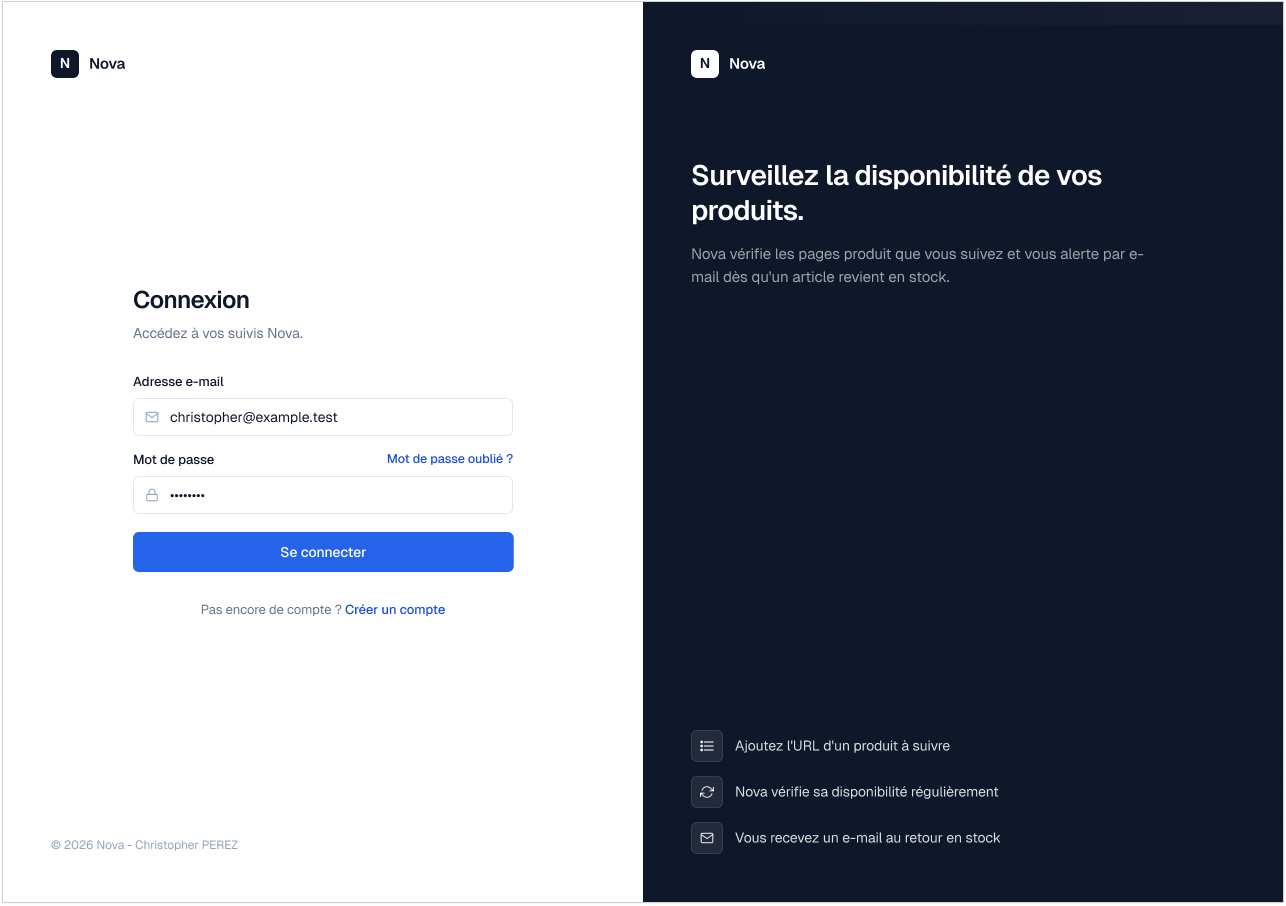 N Nova
Connexion
Accédez à vos suivis Nova.
Adresse e-mail
christopher@example.test
Mot de passe
Mot de passe oublié ?
••••••••
Se connecter
Pas encore de compte ? Créer un compte
© 2026 Nova - Christopher PEREZ
N Nova
Surveillez la disponibilité de vos
produits.
Nova vérifie les pages produit que vous suivez et vous alerte par e-
mail dès qu'un article revient en stock.
Ajoutez l'URL d'un produit à suivre
Nova vérifie sa disponibilité régulièrement
Vous recevez un e-mail au retour en stock